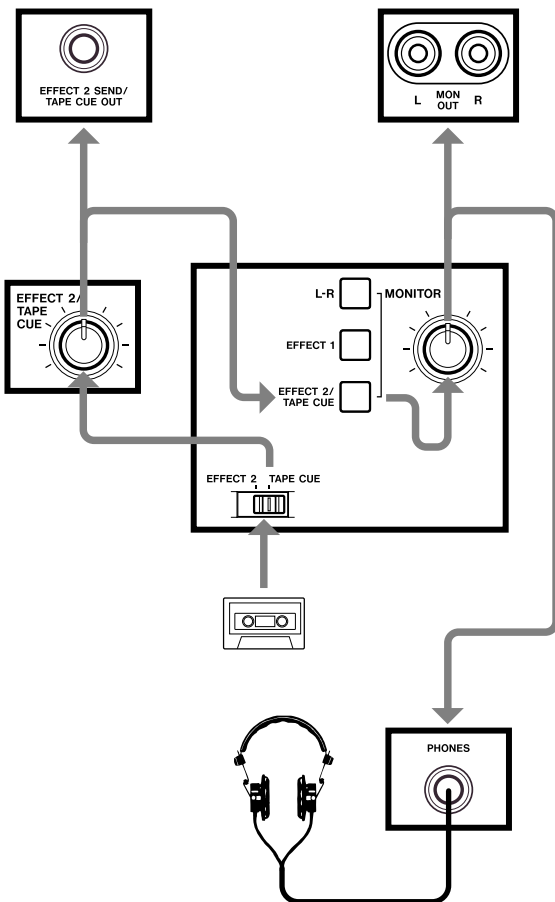 EFFECT 2 SEND/
TAPE CUE OUT
L MON R
OUT
EFFECT 2/
TAPE
CUE
L-R
MONITOR
EFFECT 1
EFFECT 2/
TAPE CUE
EFFECT 2 TAPE CUE
PHONES